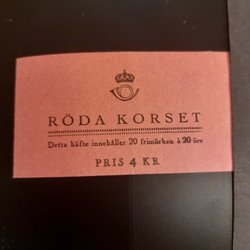 RÖDA KORSET
Detta häfte innehåller 20 frimärken à 20 öre
PRIS 4 KR